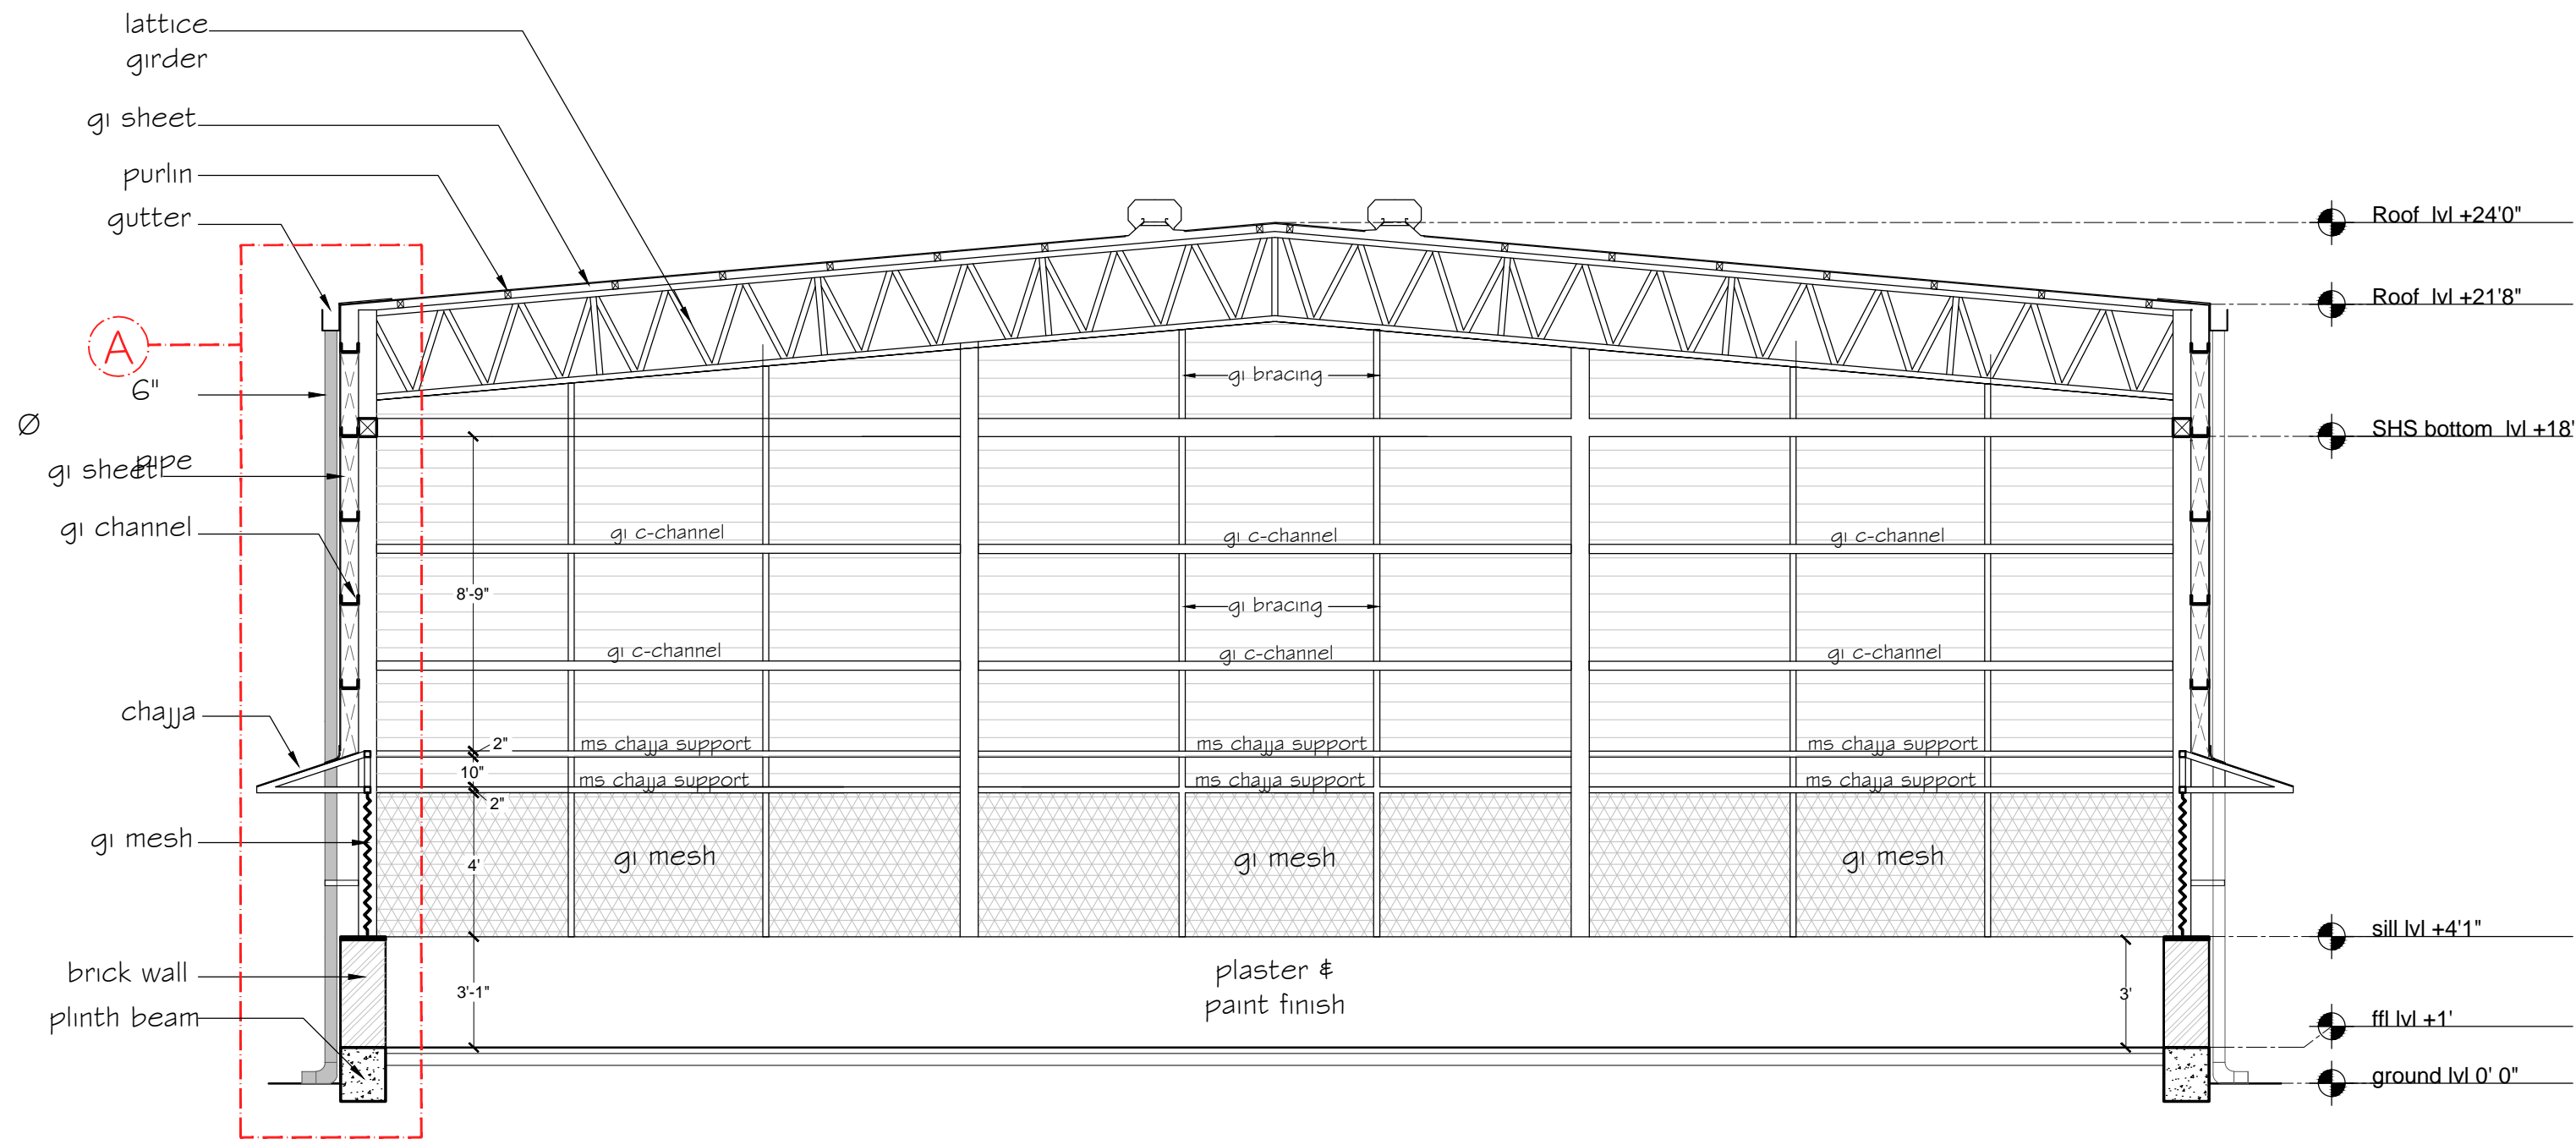 lattice
girder
gi sheet
purlin
gutter
A
6"
Ø
pipe
gi sheet
gi channel
chajja
gi mesh
brick wall
plinth beam
gi bracing
gi c-channel
gi c-channel
gi c-channel
8'-9"
gi bracing
gi c-channel
gi c-channel
gi c-channel
2"
ms chajja support
ms chajja support
ms chajja support
10"
ms chajja support
ms chajja support
ms chajja support
2"
4'
gi mesh
gi mesh
gi mesh
3'-1"
plaster &
paint finish
3'
Roof lvl +24'0"
Roof lvl +21'8"
SHS bottom lvl +18'
sill lvl +4'1"
ffl lvl +1'
ground lvl 0' 0"